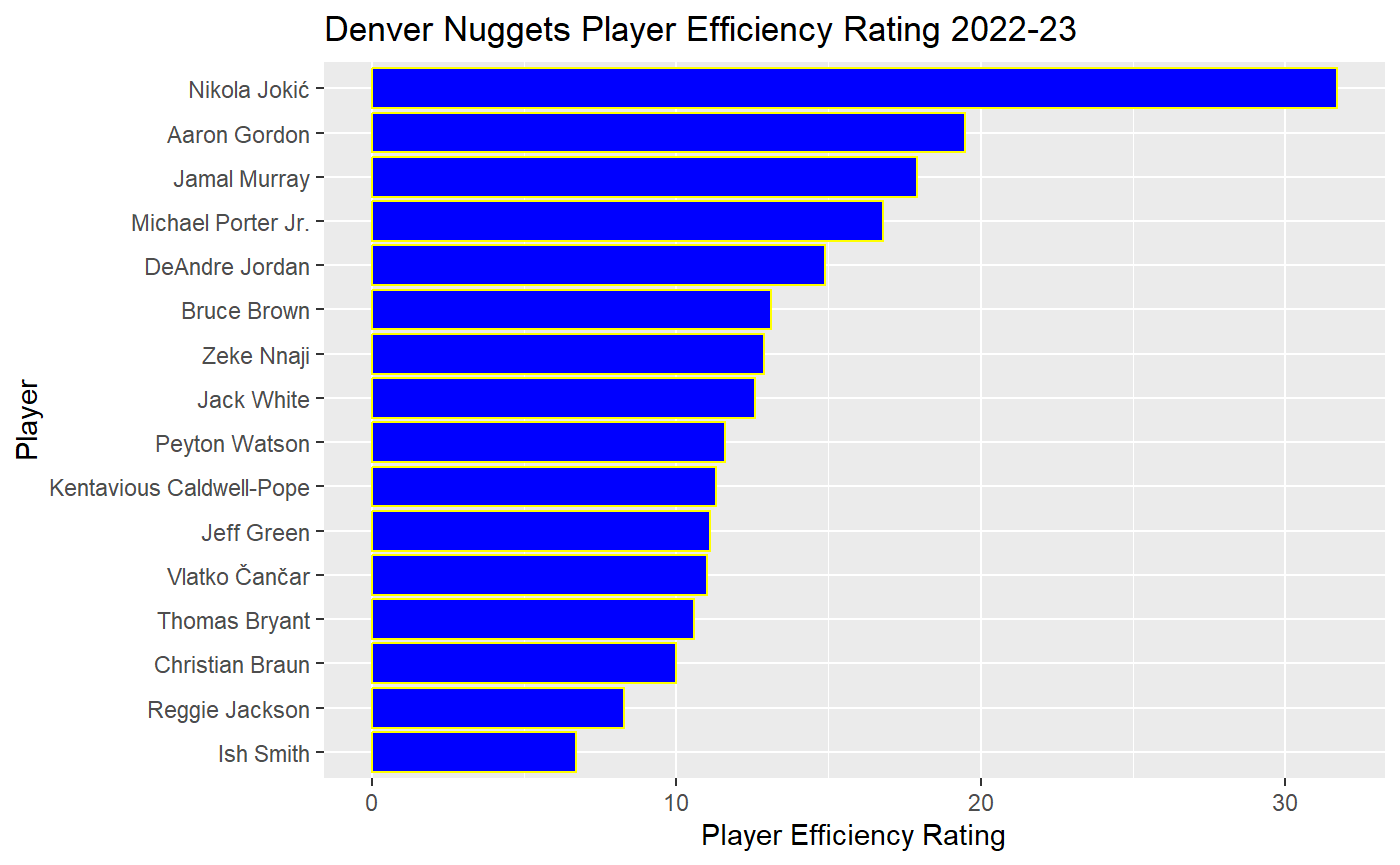 Denver Nuggets Player Efficiency Rating 2022-23
Nikola Jokić
Aaron Gordon
Jamal Murray
Michael Porter Jr.
DeAndre Jordan
Bruce Brown
Zeke Nnaji
Jack White
Peyton Watson
Kentavious Caldwell-Pope
Jeff Green
Vlatko Čančar
Thomas Bryant
Christian Braun
Reggie Jackson
Ish Smith
Player
0 10 20 30
Player Efficiency Rating